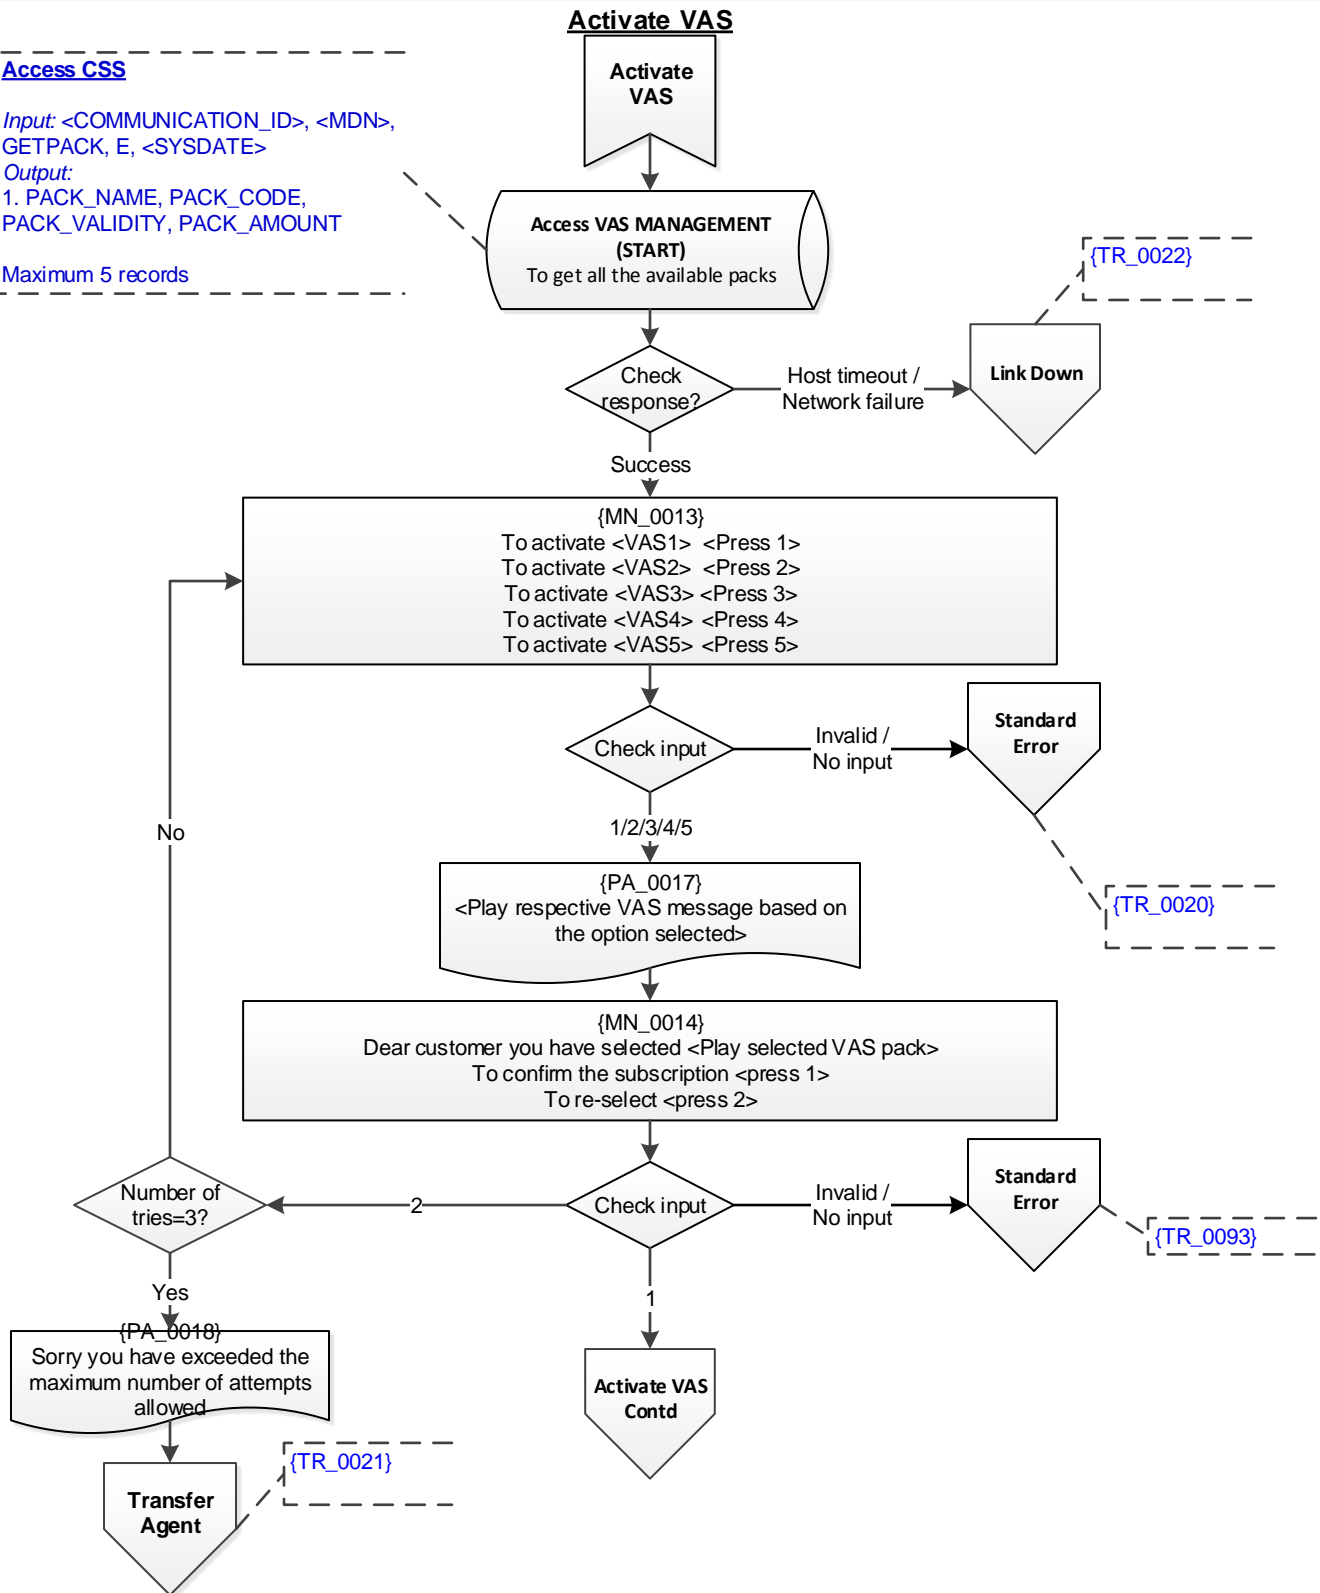 Activate VAS
Activate
VAS
Access CSS
Input: <COMMUNICATION_ID>, <MDN>,
GETPACK, E, <SYSDATE>
Output:
1. PACK_NAME, PACK_CODE,
PACK_VALIDITY, PACK_AMOUNT
Maximum 5 records
Access VAS MANAGEMENT
(START)
To get all the available packs
{TR_0022}
Check
response?
Host timeout /
Network failure
Link Down
Success
{MN_0013}
To activate <VAS1> <Press 1>
To activate <VAS2> <Press 2>
To activate <VAS3> <Press 3>
To activate <VAS4> <Press 4>
To activate <VAS5> <Press 5>
Check input
Invalid /
No input
Standard
Error
1/2/3/4/5
No
{PA_0017}
<Play respective VAS message based on
the option selected>
{TR_0020}
{MN_0014}
Dear customer you have selected <Play selected VAS pack>
To confirm the subscription <press 1>
To re-select <press 2>
Number of
tries=3?
2
Check input
Invalid /
No input
Standard
Error
{TR_0093}
Yes
1
{PA_0018}
Sorry you have exceeded the
maximum number of attempts
allowed
Activate VAS
Contd
{TR_0021}
Transfer
Agent